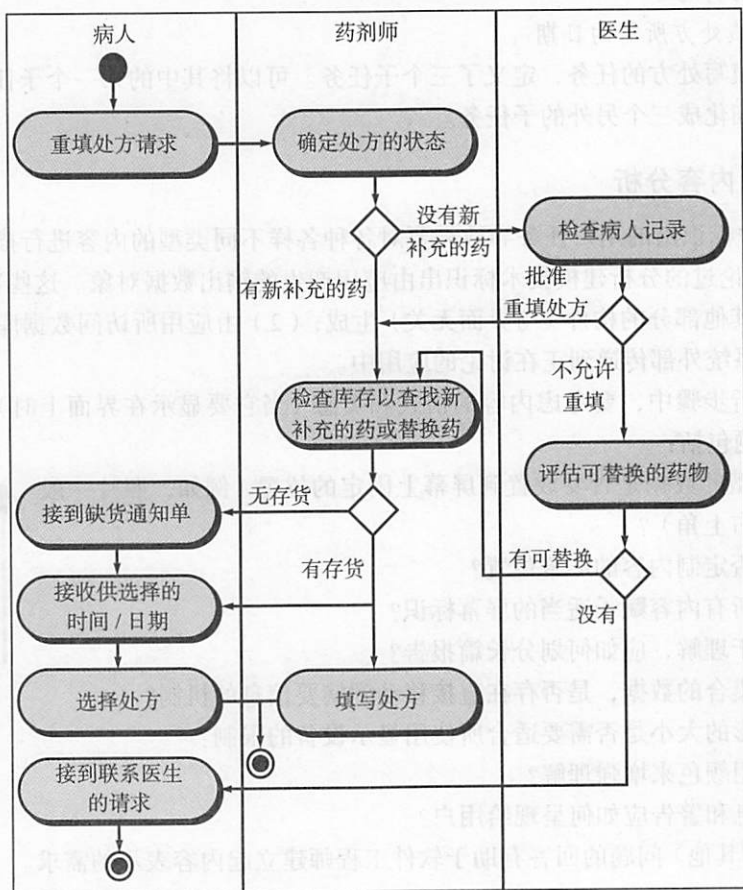 病人
药剂师
医生
重填处方请求
确定处方的状态
没有新
补充的药
检查病人记录
有新补充的药
批准
重填处方
不允许
重填
检查库存以查找新
补充的药或替换药
评估可替换的药物
无存货
接到缺货通知单
有存货
有可替换
没有
接收供选择的
时间 / 日期
选择处方
填写处方
接到联系医生
的请求